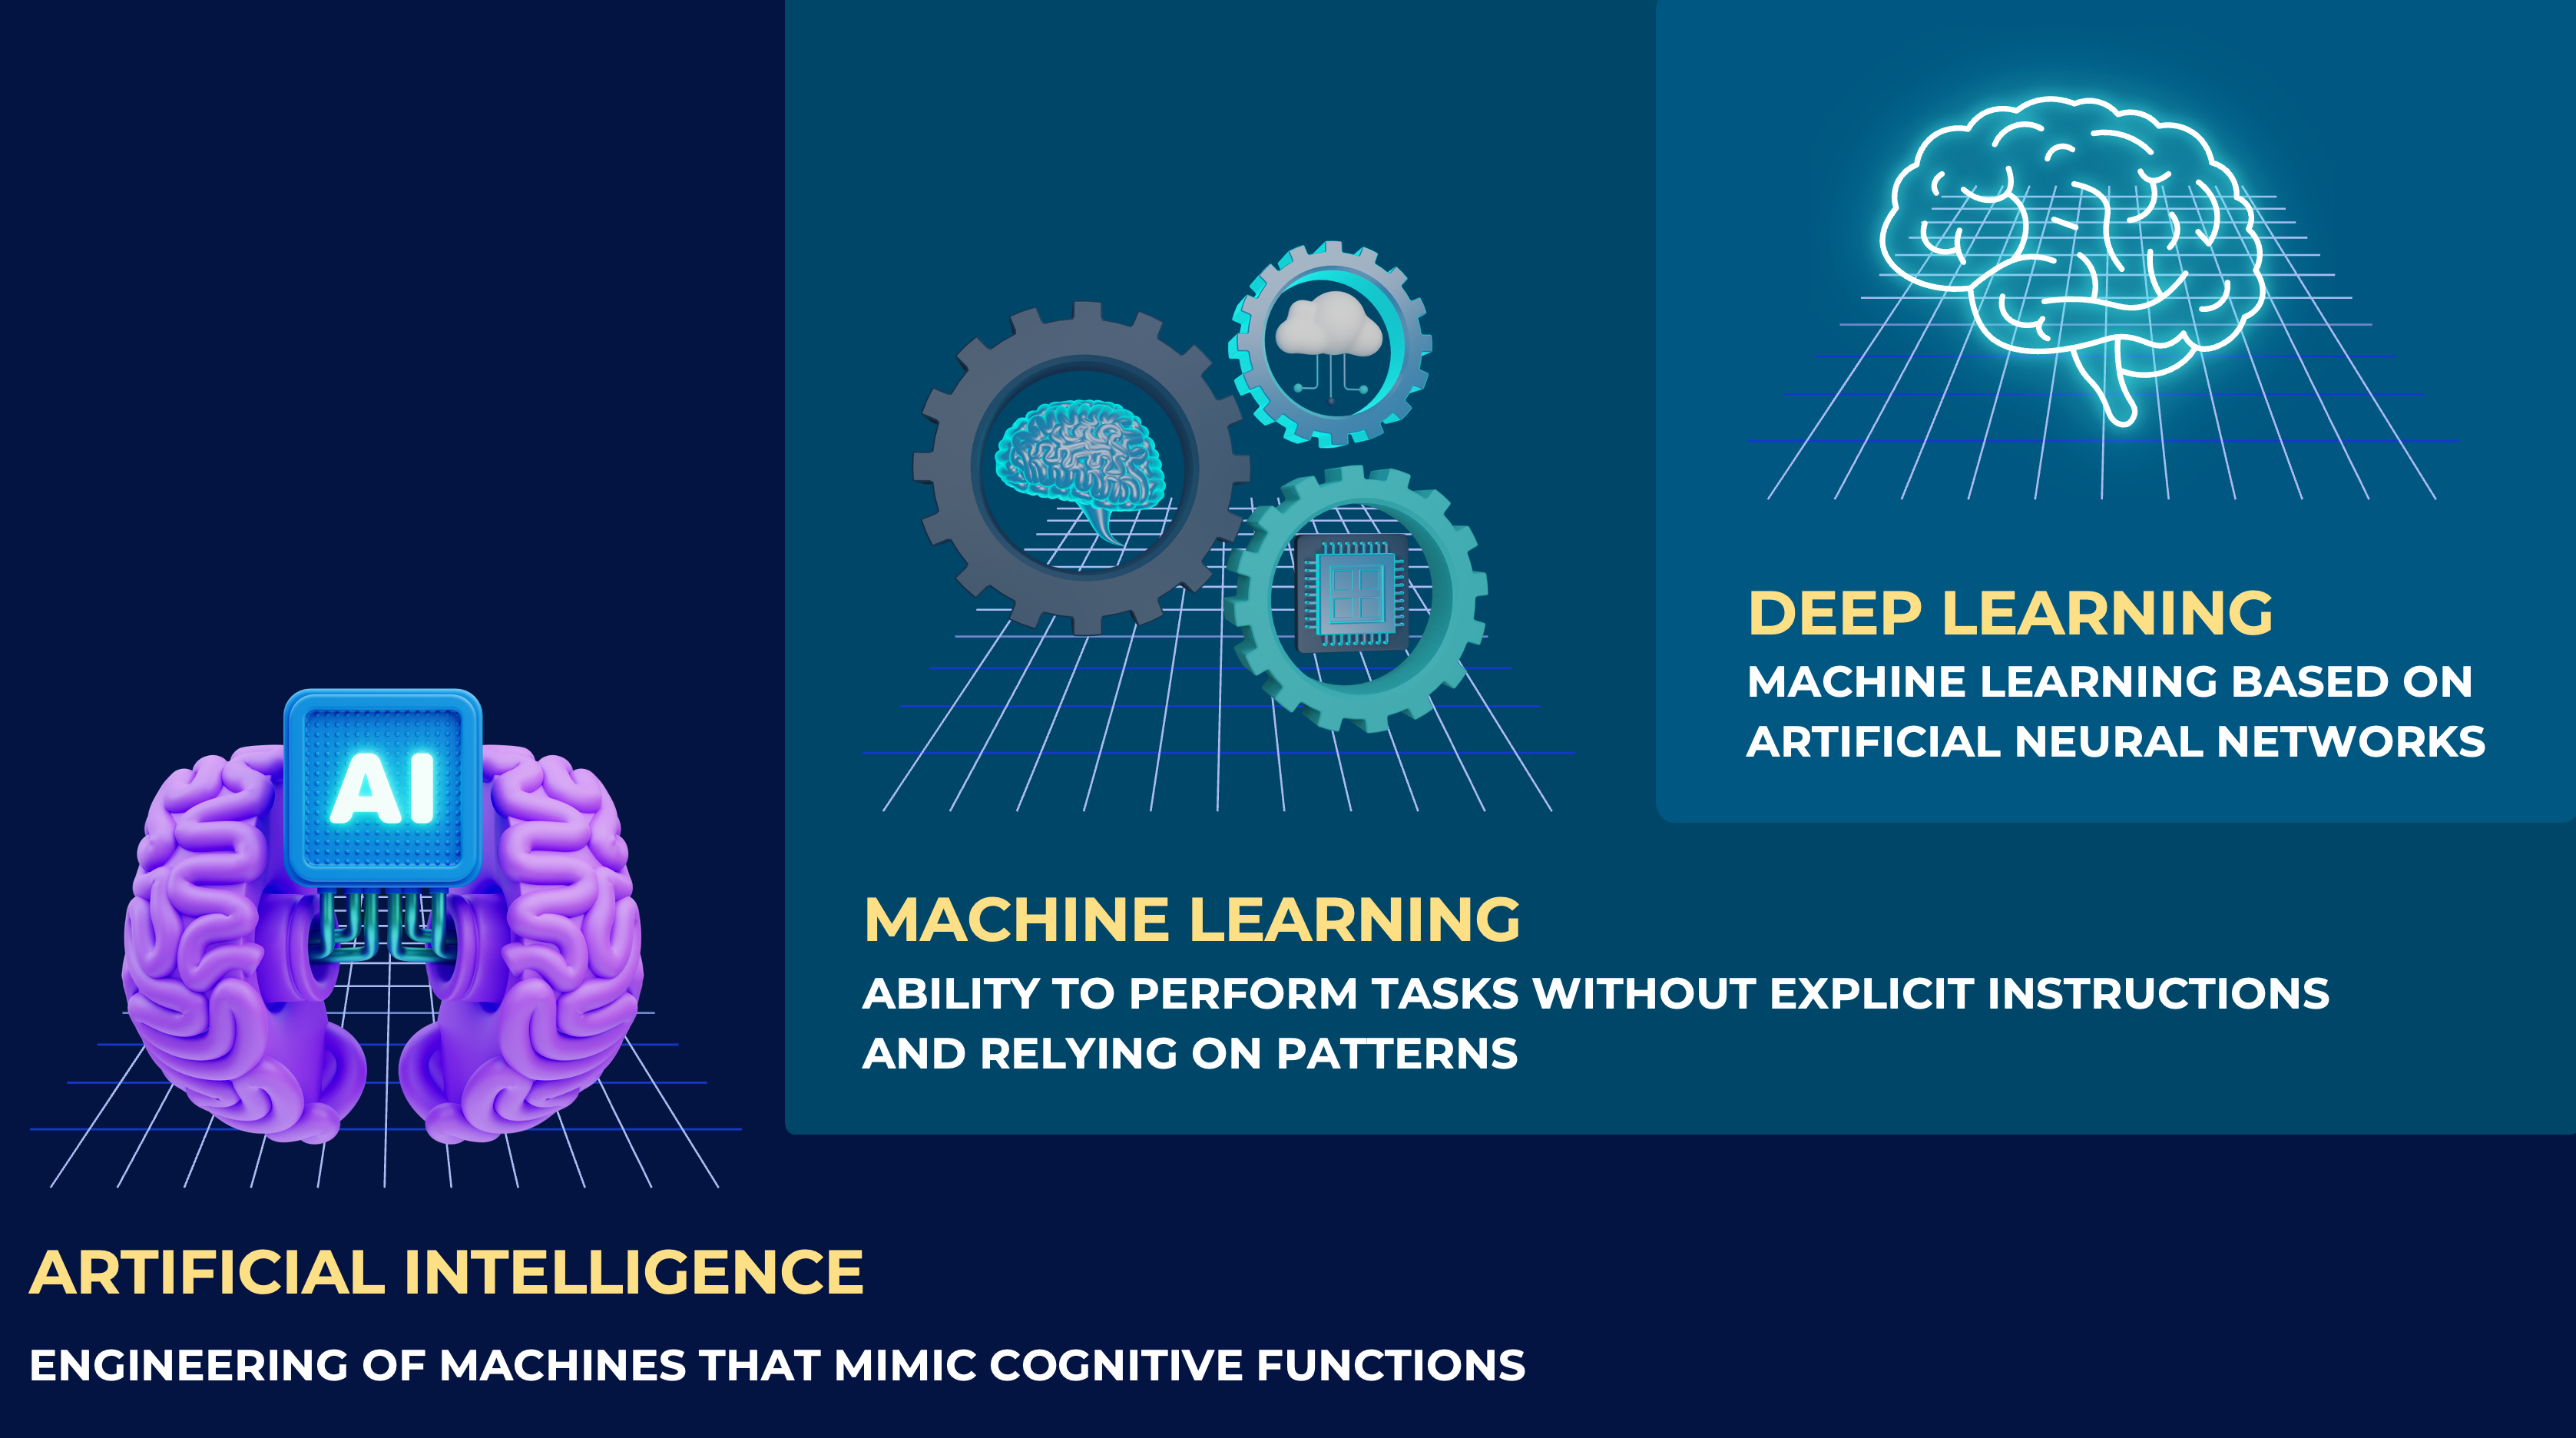 AI
ARTIFICIAL INTELLIGENCE
ENGINEERING OF MACHINES THAT MIMIC COGNITIVE FUNCTIONS
MACHINE LEARNING
ABILITY TO PERFORM TASKS WITHOUT EXPLICIT INSTRUCTIONS
AND RELYING ON PATTERNS
DEEP LEARNING
MACHINE LEARNING BASED ON
ARTIFICIAL NEURAL NETWORKS